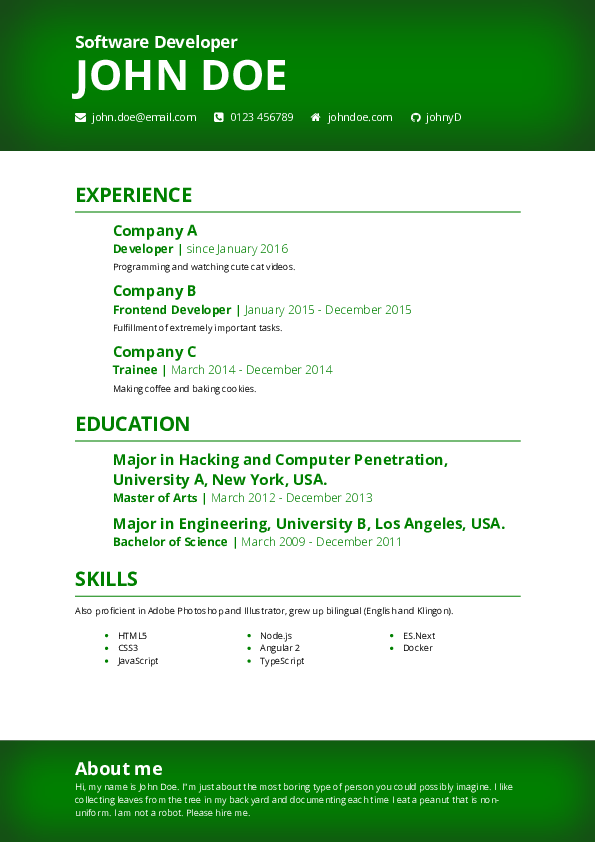 Software Developer
JOHN DOE
john.doe@email.com 0123 456789 johndoe.com johnyD
EXPERIENCE
Company A
Developer | since January 2016
Programming and watching cute cat videos.
Company B
Frontend Developer | January 2015 - December 2015
Fulfillment of extremely important tasks.
Company C
Trainee | March 2014 - December 2014
Making coffee and baking cookies.
EDUCATION
Major in Hacking and Computer Penetration,
University A, New York, USA.
Master of Arts | March 2012 - December 2013
Major in Engineering, University B, Los Angeles, USA.
Bachelor of Science | March 2009 - December 2011
SKILLS
Also proficient in Adobe Photoshop and Illustrator, grew up bilingual (English and Klingon).
• HTML5 • Node.js • ES.Next
• CSS3 • Angular 2 • Docker
• JavaScript • TypeScript
About me
Hi, my name is John Doe. I"m just about the most boring type of person you could possibly imagine. I like
collecting leaves from the tree in my back yard and documenting each time I eat a peanut that is non-
uniform. I am not a robot. Please hire me.